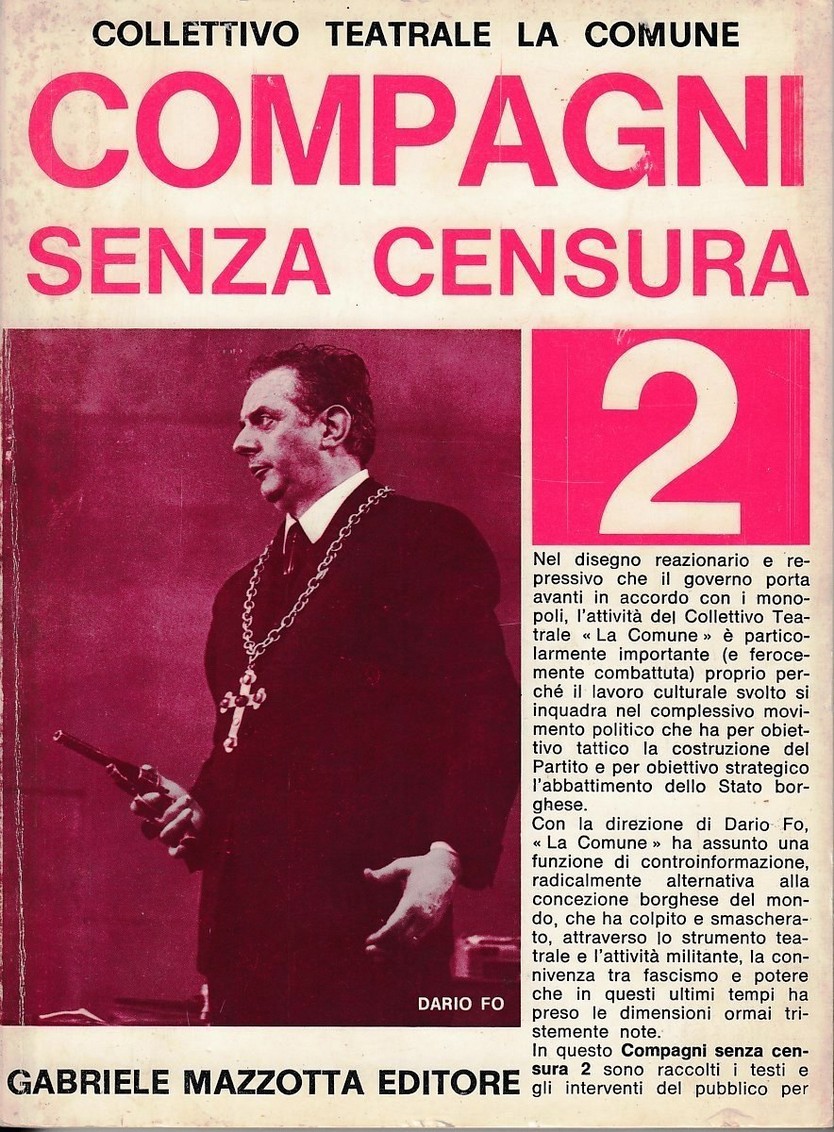 COLLETTIVO TEATRALE LA COMUNE
COMPAGNI
SENZA CENSURA
2
Nel disegno reazionario e re-
pressivo che il governo porta
avanti in accordo con i mono-
poli, l'attività del Collettivo Tea-
trale « La Comune » è partico-
larmente importante (e feroce-
mente combattuta) proprio per-
ché il lavoro culturale svolto si
inquadra nel complessivo movi-
mento politico che ha per obiet-
tivo tattico la costruzione del
Partito e per obiettivo strategico
l'abbattimento dello Stato bor-
ghese.
Con la direzione di Dario Fo,
« La Comune » ha assunto una
funzione di controinformazione,
radicalmente alternativa alla
concezione borghese del mon-
do, che ha colpito e smaschera-
to, attraverso lo strumento tea-
trale e l'attività militante, la con-
nivenza tra fascismo e potere
che in questi ultimi tempi ha
preso le dimensioni ormai tri-
stemente note.
In questo Compagni senza cen-
sura 2 sono raccolti i testi e
gli interventi del pubblico per
DARIO FO
GABRIELE MAZZOTTA EDITORE